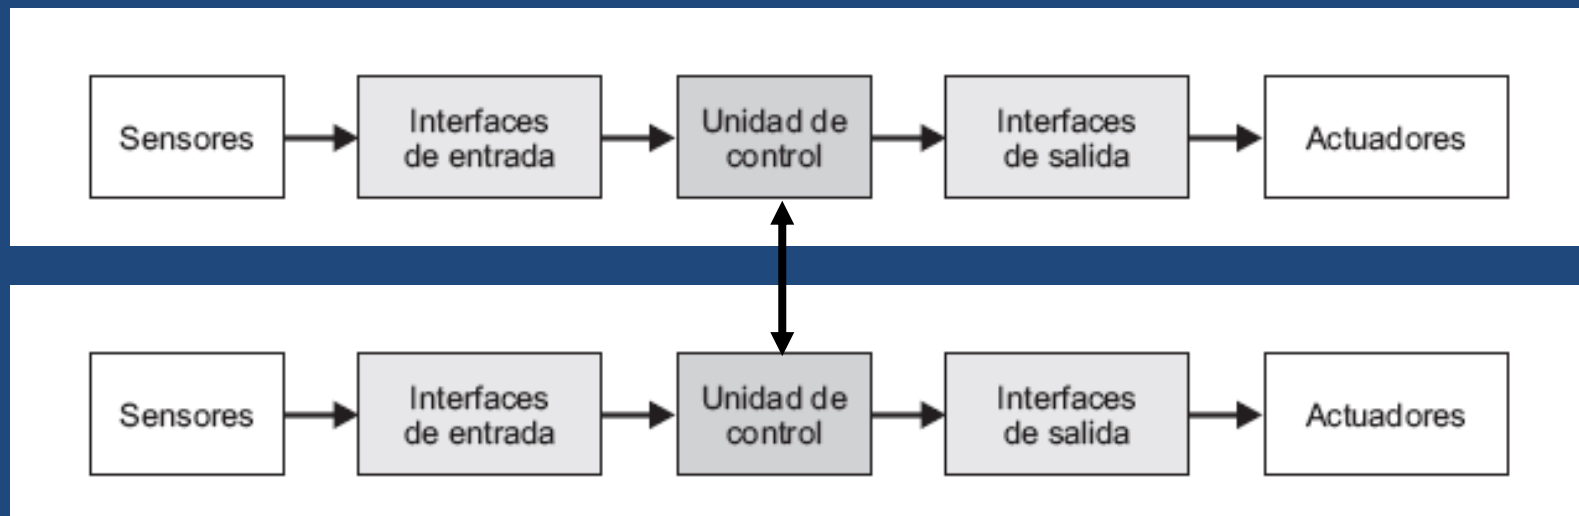 Sensores
Interfaces
de entrada
Unidad de
control
Interfaces
de salida
Actuadores
Sensores
Interfaces
de entrada
Unidad de
control
Interfaces
de salida
Actuadores